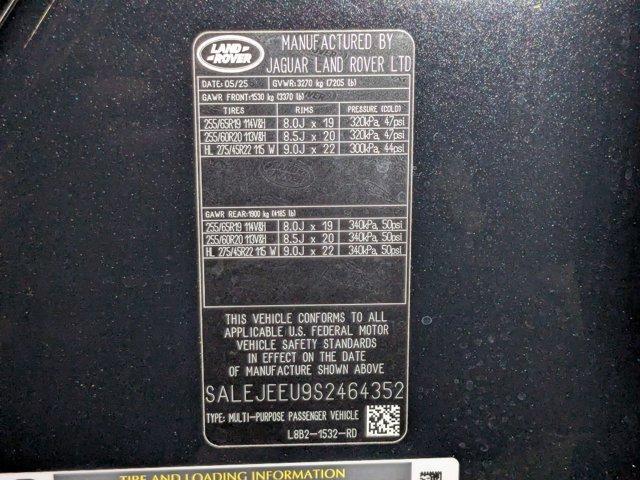 LAND ROVER
MANUFACTURED BY
JAGUAR LAND ROVER LTD
DATE: 05/25 GVWR: 3270 kg (7205 lb)
GAWR FRONT: 1530 kg (3370 lb)
TIRES RIMS PRESSURE (COLD)
255/65R19 114V&H 8.0J x 19 320kPa, 47psi
255/60R20 113V&H 8.5J x 20 320kPa, 47psi
HL 275/45R22 115 W 9.0J x 22 300kPa, 44psi
GAWR REAR: 1900 kg (4185 lb)
255/65R19 114V&H 8.0J x 19 340kPa, 50psi
255/60R20 113V&H 8.5J x 20 340kPa, 50psi
HL 275/45R22 115 W 9.0J x 22 340kPa, 50psi
THIS VEHICLE CONFORMS TO ALL
APPLICABLE U.S. FEDERAL MOTOR
VEHICLE SAFETY STANDARDS
IN EFFECT ON THE DATE
OF MANUFACTURE SHOWN ABOVE
SALEJEEU9S2464352
TYPE: MULTI-PURPOSE PASSENGER VEHICLE
L8B2-1532-RD
TIRE AND LOADING INFORMATION